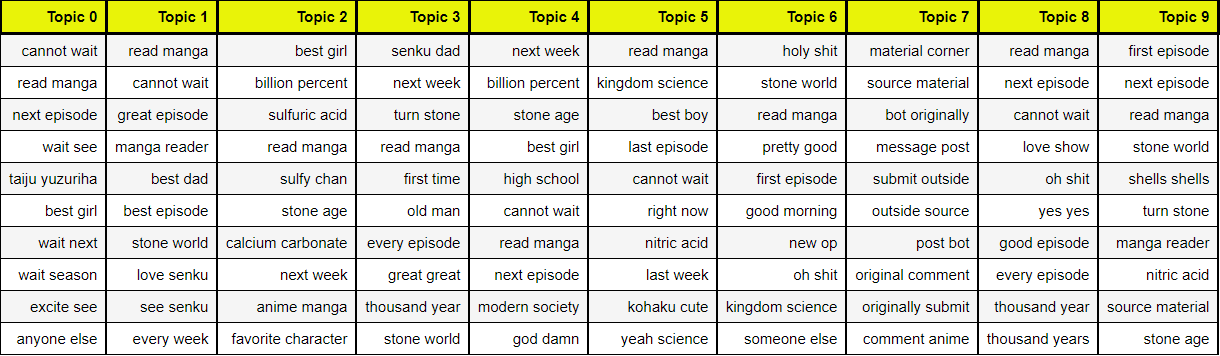 Topic 0 Topic 1 Topic 2 Topic 3 Topic 4 Topic 5 Topic 6 Topic 7 Topic 8 Topic 9
cannot wait read manga best girl senku dad next week read manga holy shit material corner read manga first episode
read manga cannot wait billion percent next week billion percent kingdom science stone world source material next episode next episode
next episode great episode sulfuric acid turn stone stone age best boy read manga bot originally cannot wait read manga
wait see manga reader read manga read manga best girl last episode pretty good message post love show stone world
taiju yuzuriha best dad sulfy chan first time high school cannot wait first episode submit outside oh shit shells shells
best girl best episode stone age old man cannot wait right now good morning outside source yes yes turn stone
wait next stone world calcium carbonate every episode read manga nitric acid new op post bot good episode manga reader
wait season love senku next week great great next episode last week oh shit original comment every episode nitric acid
excite see see senku anime manga thousand year modern society kohaku cute kingdom science originally submit thousand year source material
anyone else every week favorite character stone world god damn yeah science someone else comment anime thousand years stone age